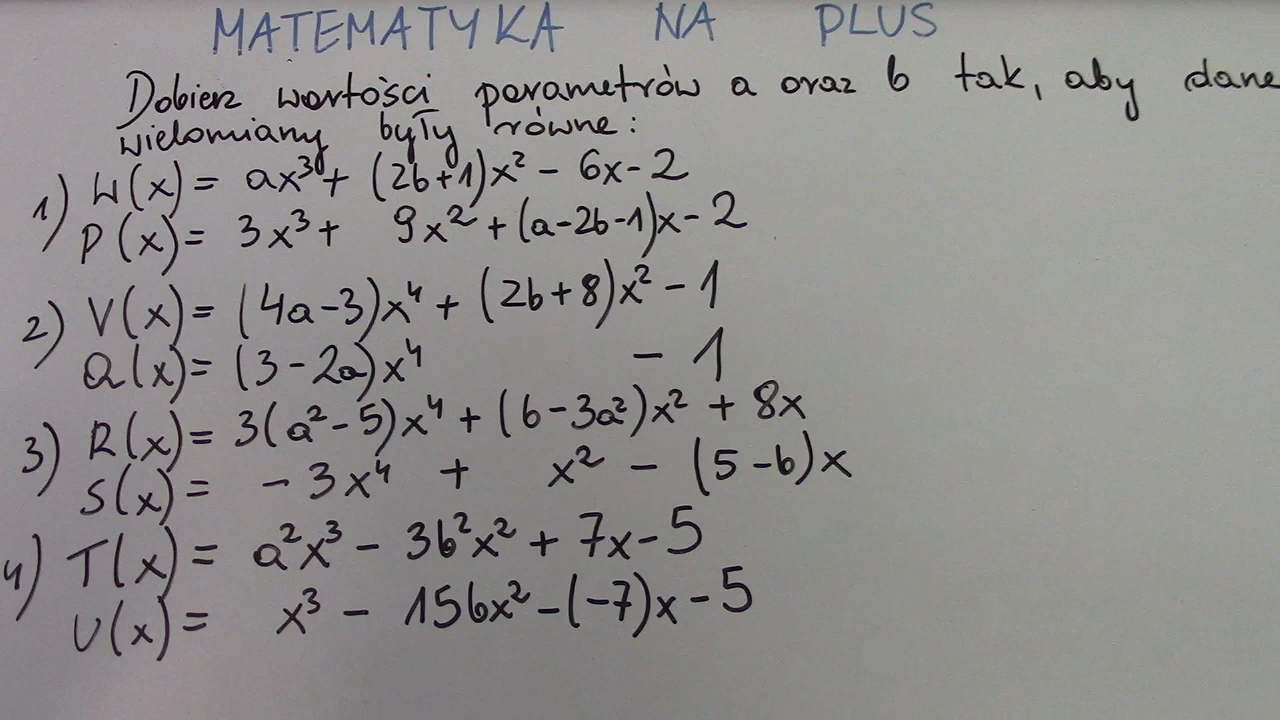 MATEMATYKA NA PLUS
Dobierz wartości parametrów a oraz b tak, aby dane
wielomiany były równe:
1) W(x) = ax³ + (2b+1)x² - 6x - 2
P(x) = 3x³ + 9x² + (a-2b-1)x - 2
2) V(x) = (4a-3)x⁴ + (2b+8)x² - 1
Q(x) = (3-2a)x⁴ - 1
3) R(x) = 3(a²-5)x⁴ + (b-3a²)x² + 8x
S(x) = -3x⁴ + x² - (5-b)x
4) T(x) = a²x³ - 3b²x² + 7x - 5
U(x) = x³ - 15bx² - (-7)x - 5